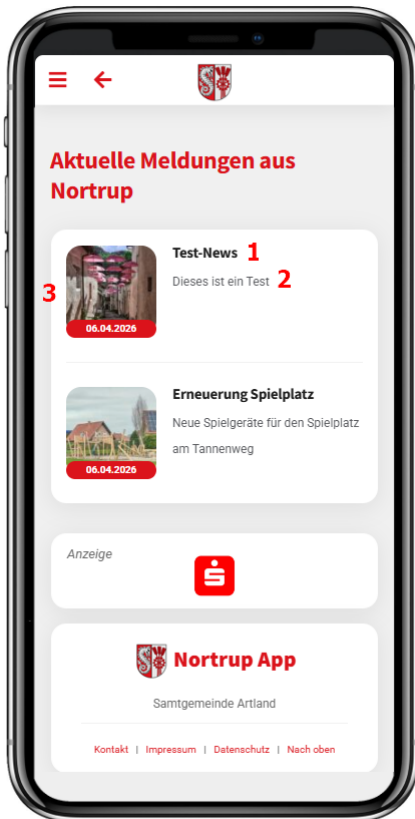 Aktuelle Meldungen aus
Nortrup
Test-News 1
Dieses ist ein Test 2
3
06.04.2026
Erneuerung Spielplatz
Neue Spielgeräte für den Spielplatz
am Tannenweg
06.04.2026
Anzeige
Nortrup App
Samtgemeinde Artland
Kontakt | Impressum | Datenschutz | Nach oben